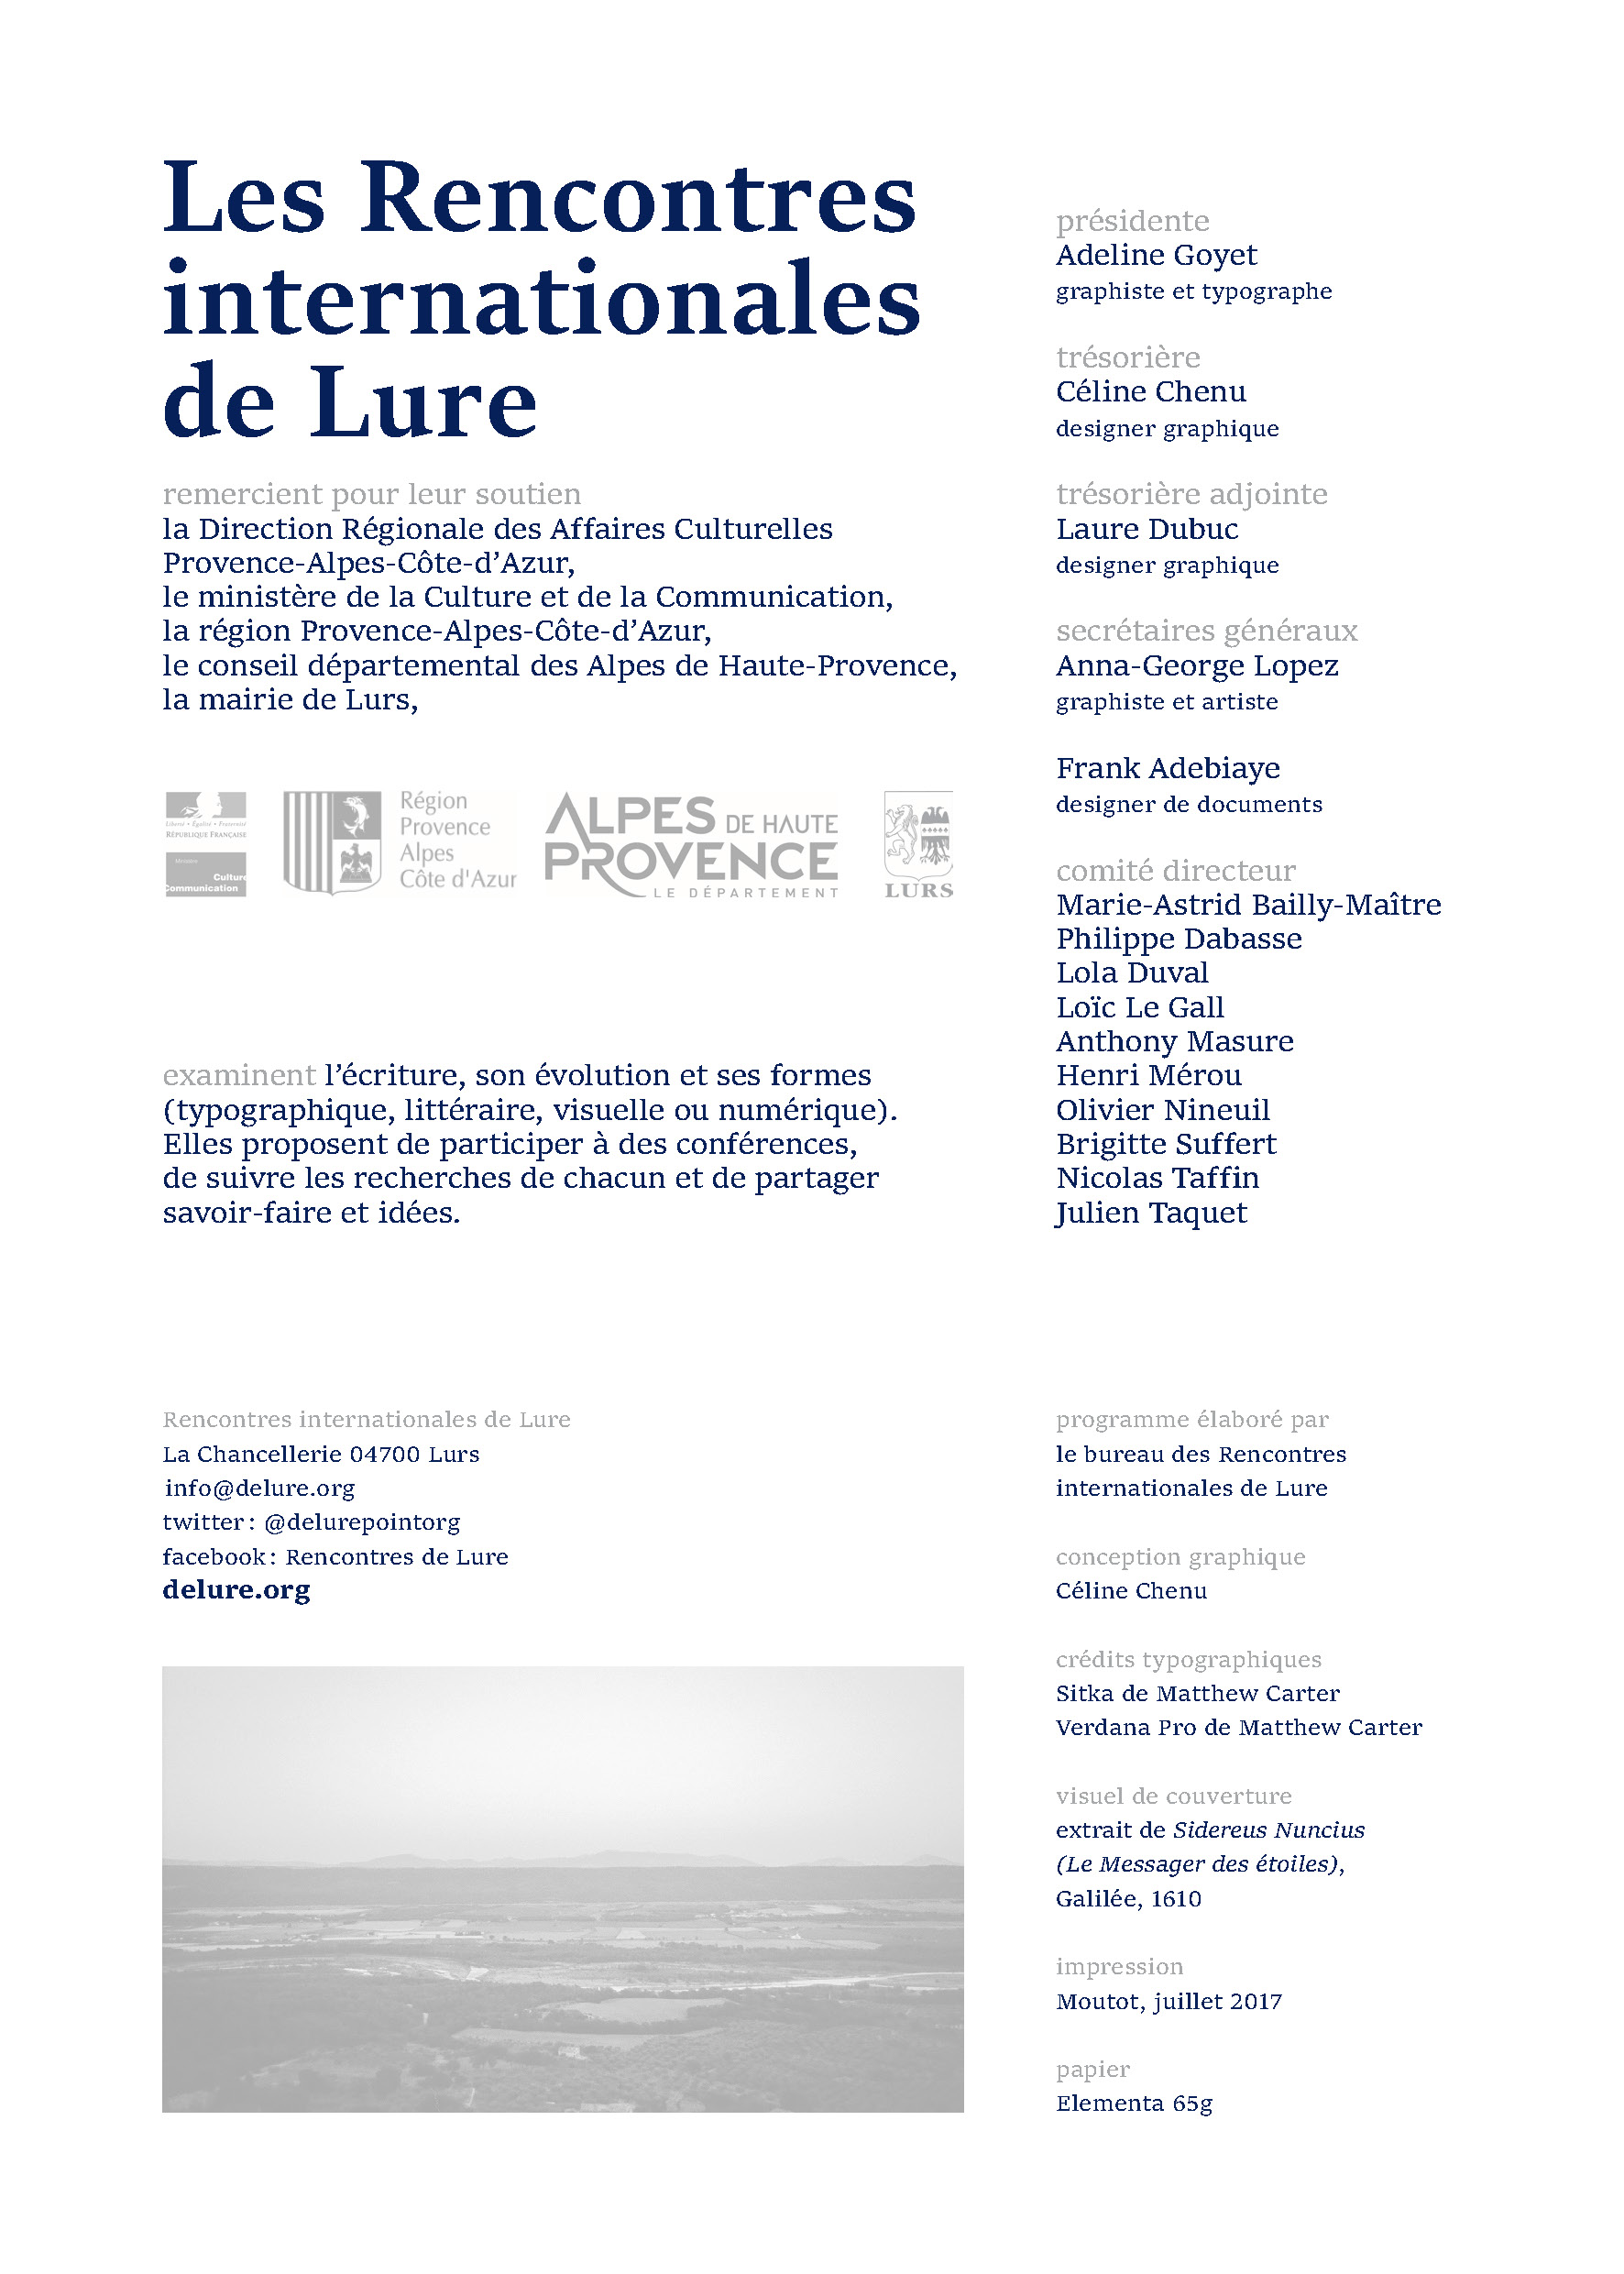 Les Rencontres
internationales
de Lure
remercient pour leur soutien
la Direction Régionale des Affaires Culturelles
Provence-Alpes-Côte-d’Azur,
le ministère de la Culture et de la Communication,
la région Provence-Alpes-Côte-d’Azur,
le conseil départemental des Alpes de Haute-Provence,
la mairie de Lurs,
Liberté • Égalité • Fraternité
RÉPUBLIQUE FRANÇAISE
Ministère
Culture
Communication
Région
Provence
Alpes
Côte d'Azur
ALPES DE HAUTE
PROVENCE
LE DÉPARTEMENT
LURS
examinent l’écriture, son évolution et ses formes
(typographique, littéraire, visuelle ou numérique).
Elles proposent de participer à des conférences,
de suivre les recherches de chacun et de partager
savoir-faire et idées.
Rencontres internationales de Lure
La Chancellerie 04700 Lurs
info@delure.org
twitter : @delurepointorg
facebook : Rencontres de Lure
delure.org
présidente
Adeline Goyet
graphiste et typographe
trésorière
Céline Chenu
designer graphique
trésorière adjointe
Laure Dubuc
designer graphique
secrétaires généraux
Anna-George Lopez
graphiste et artiste
Frank Adebiaye
designer de documents
comité directeur
Marie-Astrid Bailly-Maître
Philippe Dabasse
Lola Duval
Loïc Le Gall
Anthony Masure
Henri Mérou
Olivier Nineuil
Brigitte Suffert
Nicolas Taffin
Julien Taquet
programme élaboré par
le bureau des Rencontres
internationales de Lure
conception graphique
Céline Chenu
crédits typographiques
Sitka de Matthew Carter
Verdana Pro de Matthew Carter
visuel de couverture
extrait de Sidereus Nuncius
(Le Messager des étoiles),
Galilée, 1610
impression
Moutot, juillet 2017
papier
Elementa 65g